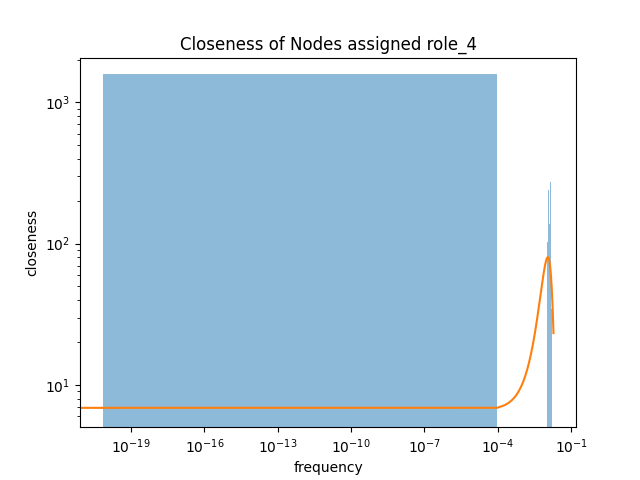 Closeness of Nodes assigned role_4
closeness
10³
10²
10¹
10⁻¹⁹ 10⁻¹⁶ 10⁻¹³ 10⁻¹⁰ 10⁻⁷ 10⁻⁴ 10⁻¹
frequency